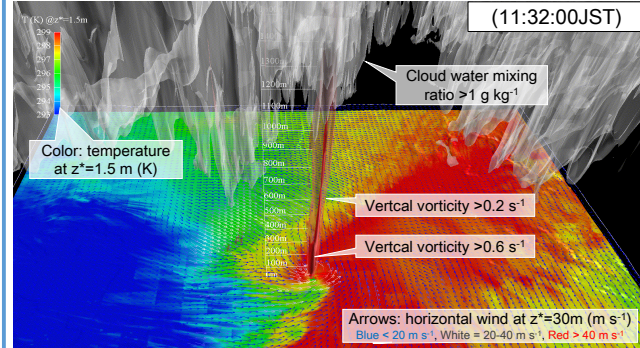 T (K) @z*=1.5m
(11:32:00JST)
299
298
297
296
295
294
293
1300m
1200m
1100m
1000m
900m
800m
700m
600m
500m
400m
300m
200m
100m
Cloud water mixing
ratio >1 g kg-1
Color: temperature
at z*=1.5 m (K)
Vertcal vorticity >0.2 s-1
Vertcal vorticity >0.6 s-1
Arrows: horizontal wind at z*=30m (m s-1)
Blue < 20 m s-1, White = 20-40 m s-1, Red > 40 m s-1